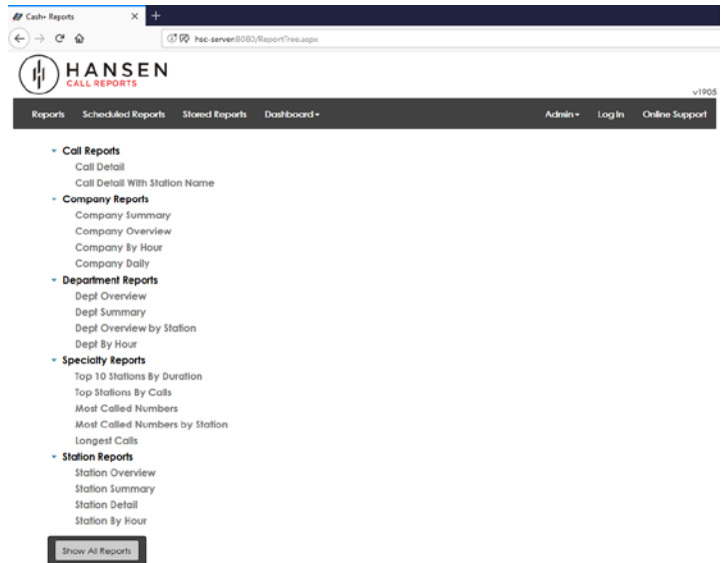 Cash+ Reports
hsc-server:8080/ReportTree.aspx
HANSEN
CALL REPORTS
v1905
Reports Scheduled Reports Stored Reports Dashboard Admin Log In Online Support
Call Reports
Call Detail
Call Detail With Station Name
Company Reports
Company Summary
Company Overview
Company By Hour
Company Daily
Department Reports
Dept Overview
Dept Summary
Dept Overview by Station
Dept By Hour
Specialty Reports
Top 10 Stations By Duration
Top Stations By Calls
Most Called Numbers
Most Called Numbers by Station
Longest Calls
Station Reports
Station Overview
Station Summary
Station Detail
Station By Hour
Show All Reports